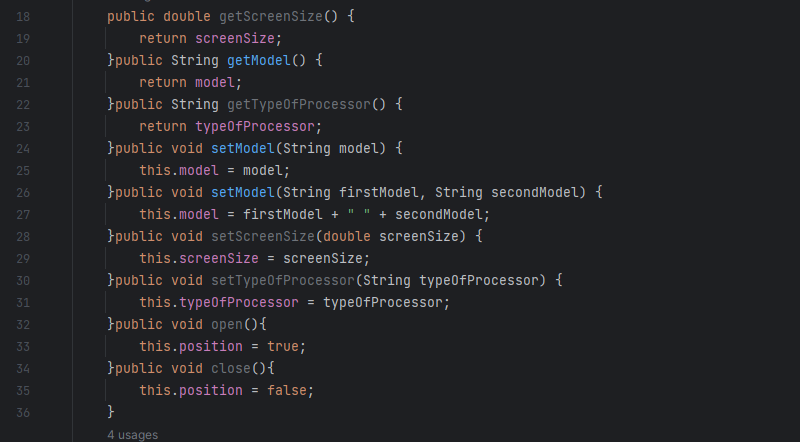 18 public double getScreenSize() {
19 return screenSize;
20 }public String getModel() {
21 return model;
22 }public String getTypeOfProcessor() {
23 return typeOfProcessor;
24 }public void setModel(String model) {
25 this.model = model;
26 }public void setModel(String firstModel, String secondModel) {
27 this.model = firstModel + " " + secondModel;
28 }public void setScreenSize(double screenSize) {
29 this.screenSize = screenSize;
30 }public void setTypeOfProcessor(String typeOfProcessor) {
31 this.typeOfProcessor = typeOfProcessor;
32 }public void open(){
33 this.position = true;
34 }public void close(){
35 this.position = false;
36 }
4 usages